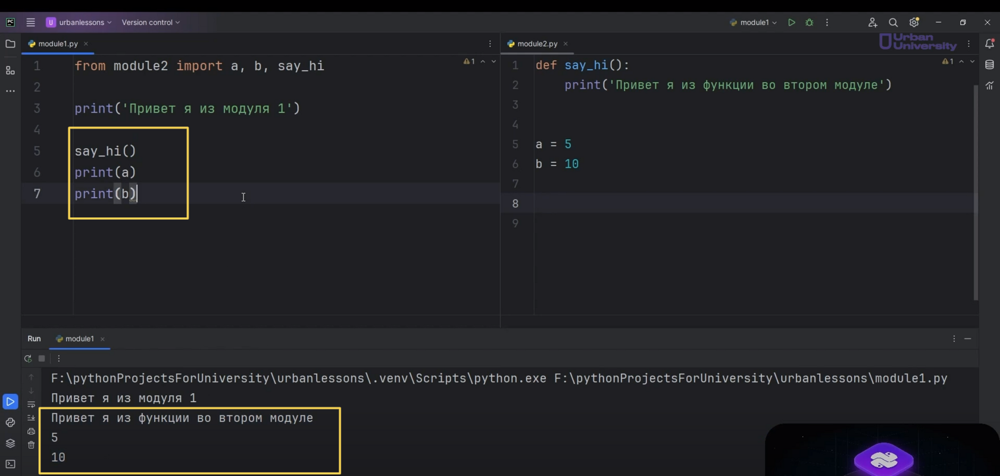 PC U urbanlessons Version control module1
module1.py
Urban University
1 from module2 import a, b, say_hi
2
3 print('Привет я из модуля 1')
4
5 say_hi()
6 print(a)
7 print(b)
1
module2.py
1 def say_hi():
2 print('Привет я из функции во втором модуле')
3
4
5 a = 5
6 b = 10
7
8
9
1
Run module1
F:\pythonProjectsForUniversity\urbanlessons\.venv\Scripts\python.exe F:\pythonProjectsForUniversity\urbanlessons\module1.py
Привет я из модуля 1
Привет я из функции во втором модуле
5
10